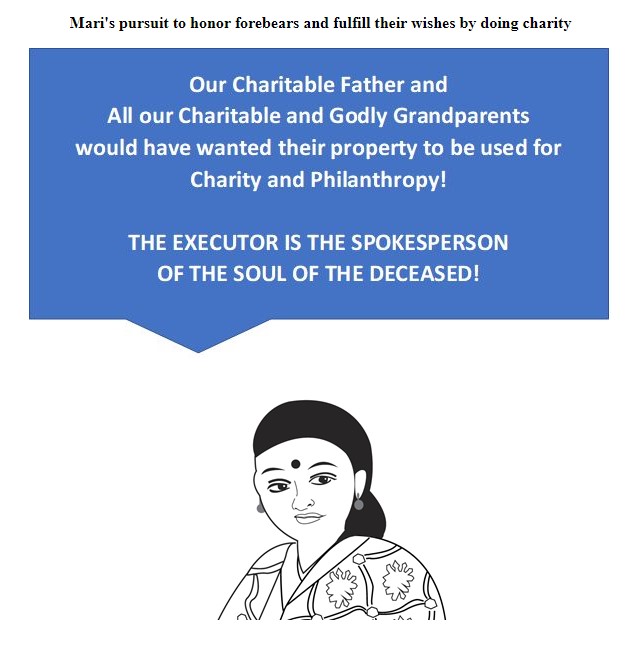 Mari's pursuit to honor forebears and fulfill their wishes by doing charity
Our Charitable Father and
All our Charitable and Godly Grandparents
would have wanted their property to be used for
Charity and Philanthropy!
THE EXECUTOR IS THE SPOKESPERSON
OF THE SOUL OF THE DECEASED!